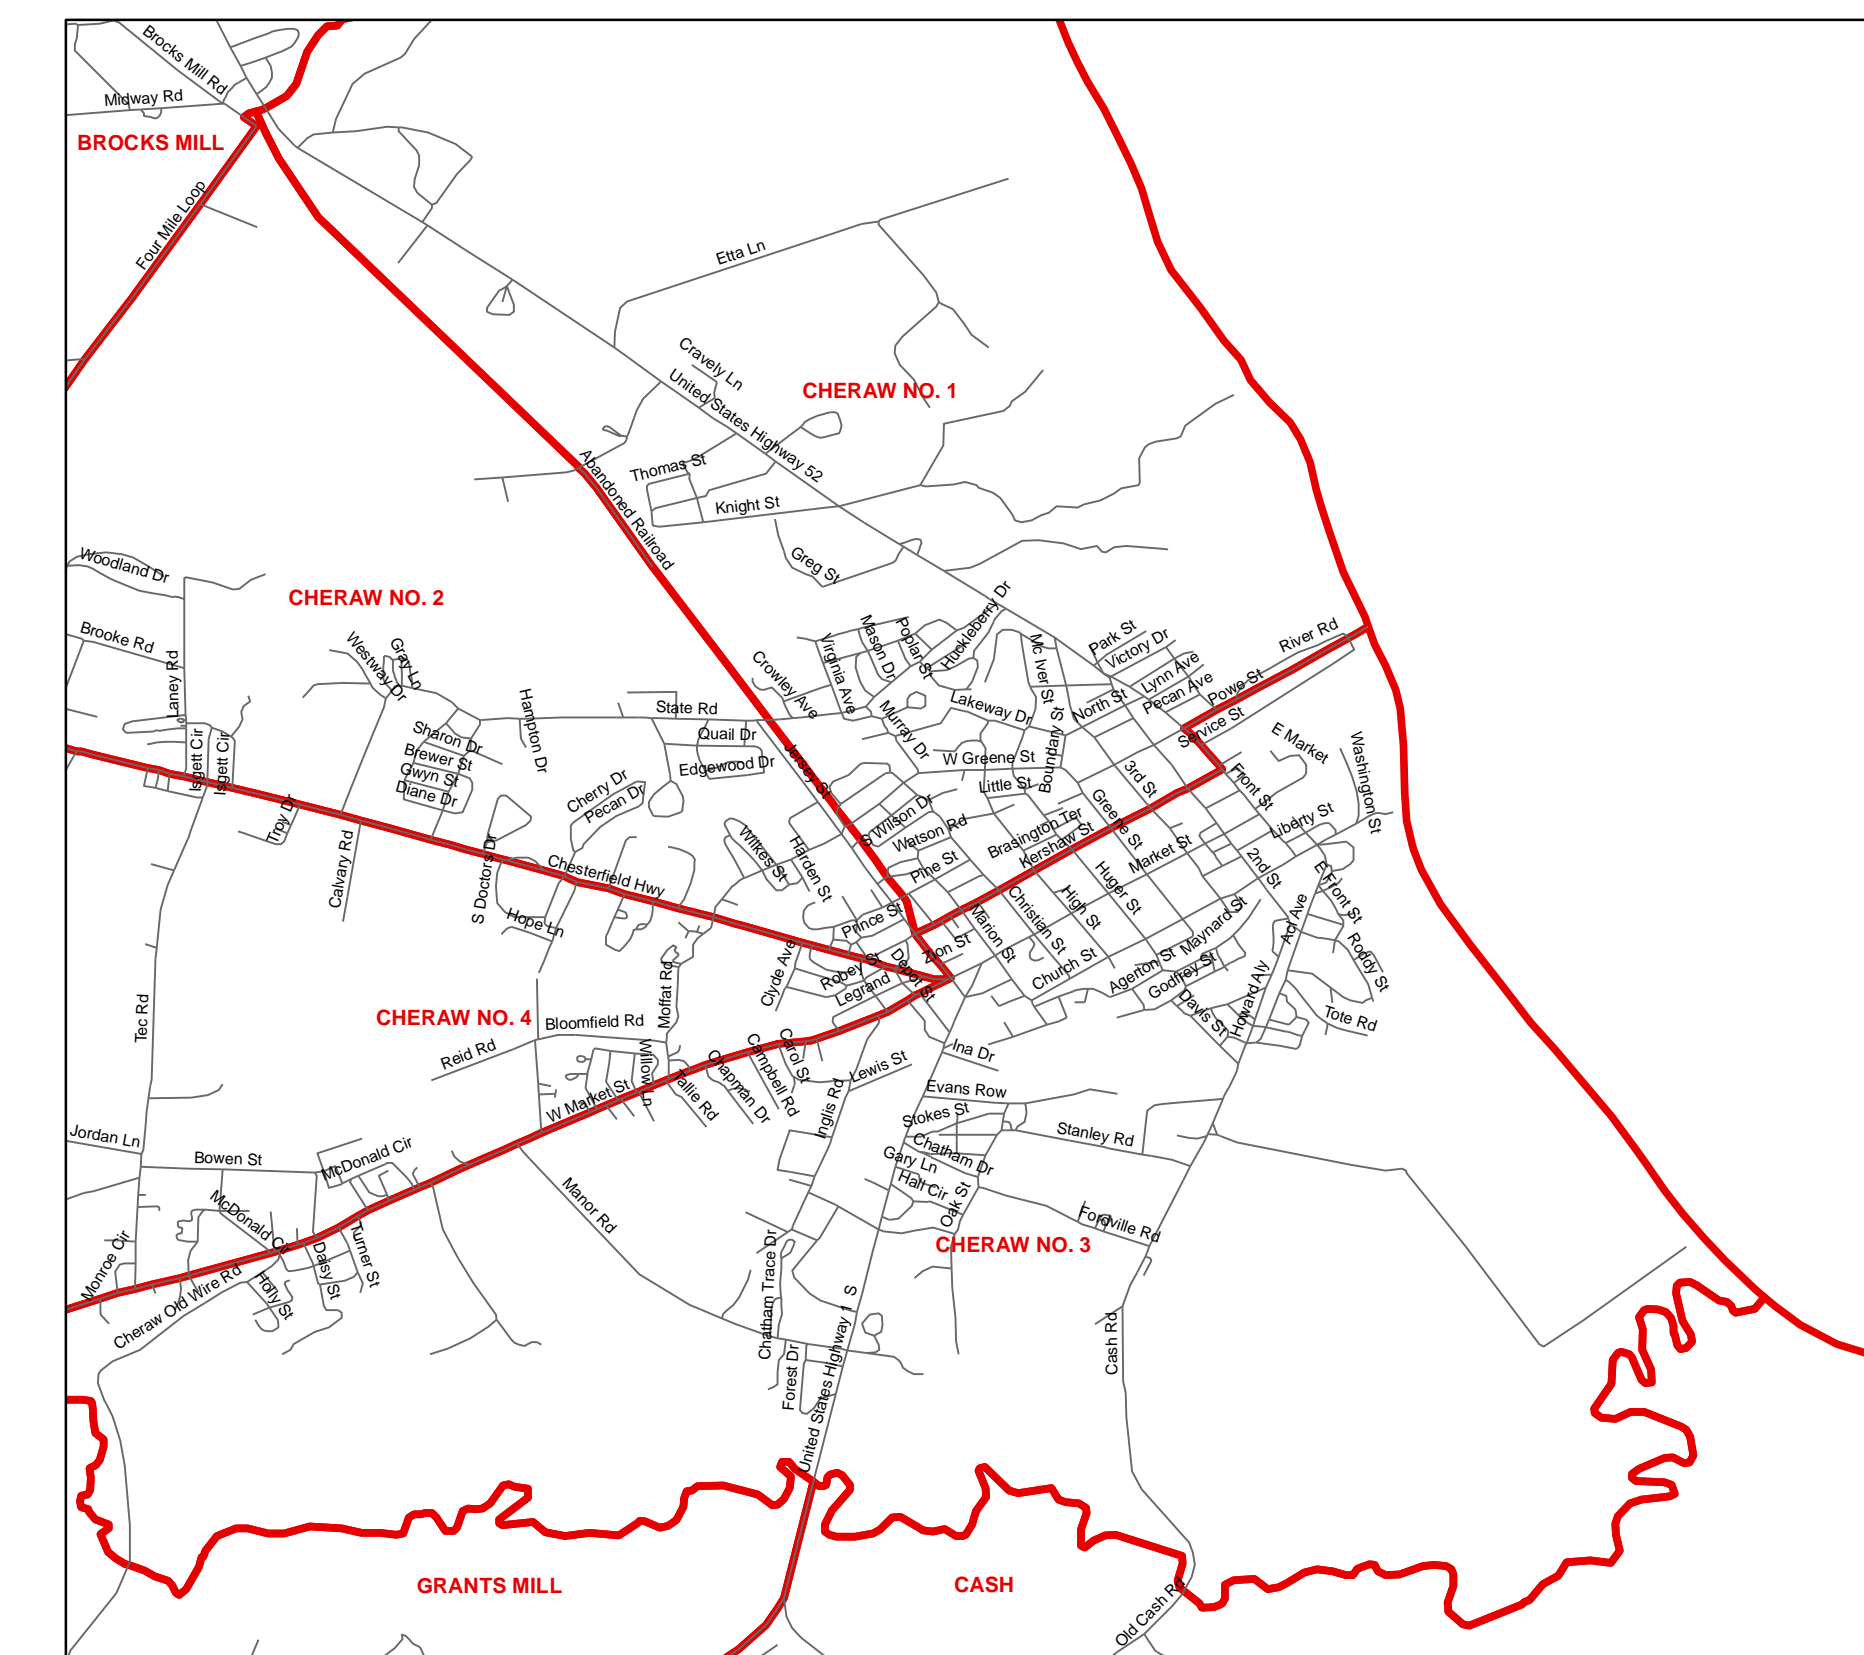 Brocks Mill Rd
Midway Rd
BROCKS MILL
Four Mile Loop
Etta Ln
Cravely Ln
United States Highway 52
CHERAW NO. 1
Thomas St
Abandoned Railroad
Knight St
Greg St
Woodland Dr
CHERAW NO. 2
Brooke Rd
Laney Rd
Westway Dr
Gray Ln
Hampton Dr
State Rd
Quail Dr
Edgewood Dr
Sharon Dr
Brewer St
Gwyn St
Diane Dr
Isgett Cir
Isgett Cir
Troy Dr
Cherry Dr
Pecan Dr
Crowley Ave
Virginia Ave
Mason Dr
Poplar St
Huckleberry Dr
Mc Iver St
Park St
Victory Dr
Lynn Ave
Pecan Ave
Powe St
River Rd
North St
Service St
Lakeway Dr
Murray Dr
Boundary St
W Greene St
Little St
Jersey St
3rd St
Front St
E Market
Washington St
Liberty St
S Wilson Dr
Watson Rd
Brasington Ter
Kershaw St
Greene St
Market St
2nd St
E Front St
Wilkes St
Harden St
Pine St
Calvary Rd
S Doctors Dr
Chesterfield Hwy
Hope Ln
Prince St
Marion St
Christian St
High St
Huger St
Maynard St
Aci Ave
Roddy St
Zion St
Depot St
Robey St
Legrand
Clyde Ave
Church St
Agerton St
Godfrey St
Davis St
Howard Aly
Tote Rd
Tec Rd
CHERAW NO. 4
Moffat Rd
Bloomfield Rd
Reid Rd
Willow Ln
W Market St
Tallie Rd
Chapman Dr
Campbell Rd
Carol St
Lewis St
Inglis Rd
Ina Dr
Evans Row
Stokes St
Stanley Rd
Chatham Dr
Gary Ln
Hall Cir
Oak St
Fordville Rd
CHERAW NO. 3
Jordan Ln
Bowen St
McDonald Cir
McDonald Cir
Monroe Cir
Cheraw Old Wire Rd
Holly St
Daisy St
Turner St
Manor Rd
Chatham Trace Dr
Forest Dr
United States Highway 1 S
Cash Rd
GRANTS MILL
CASH
Old Cash Rd